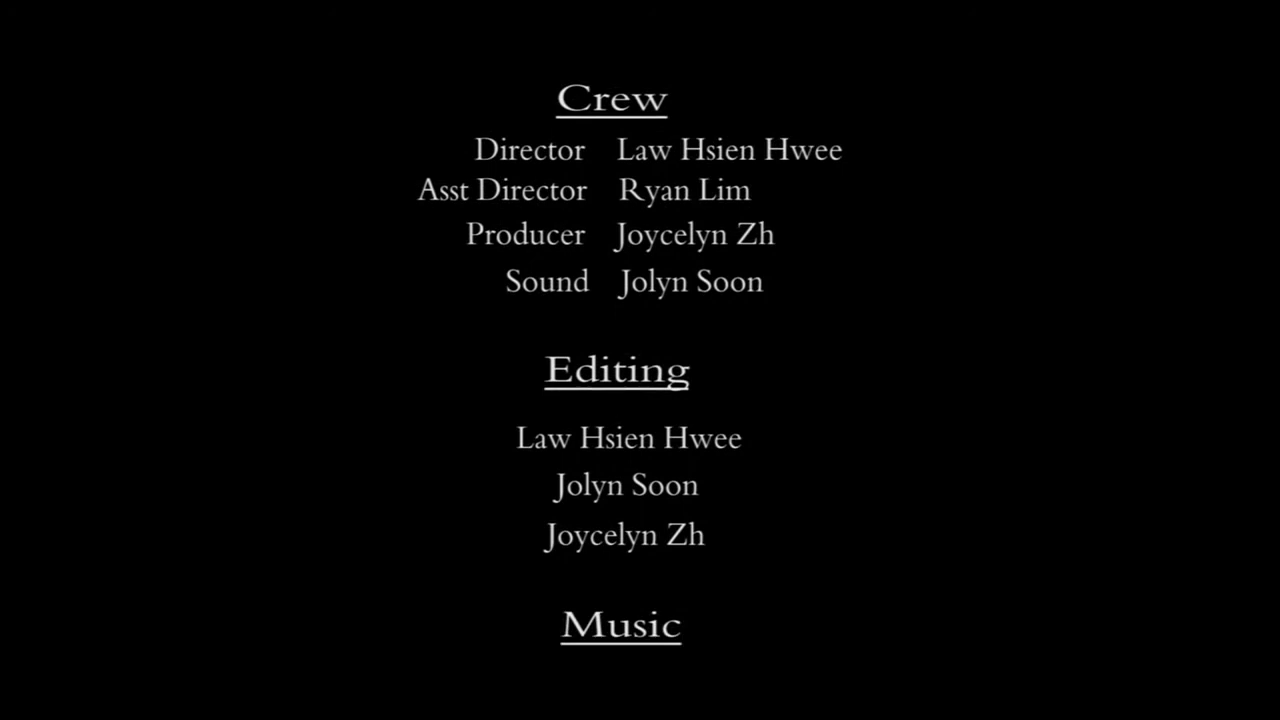 Crew
Director Law Hsien Hwee
Asst Director Ryan Lim
Producer Joycelyn Zh
Sound Jolyn Soon
Editing
Law Hsien Hwee
Jolyn Soon
Joycelyn Zh
Music